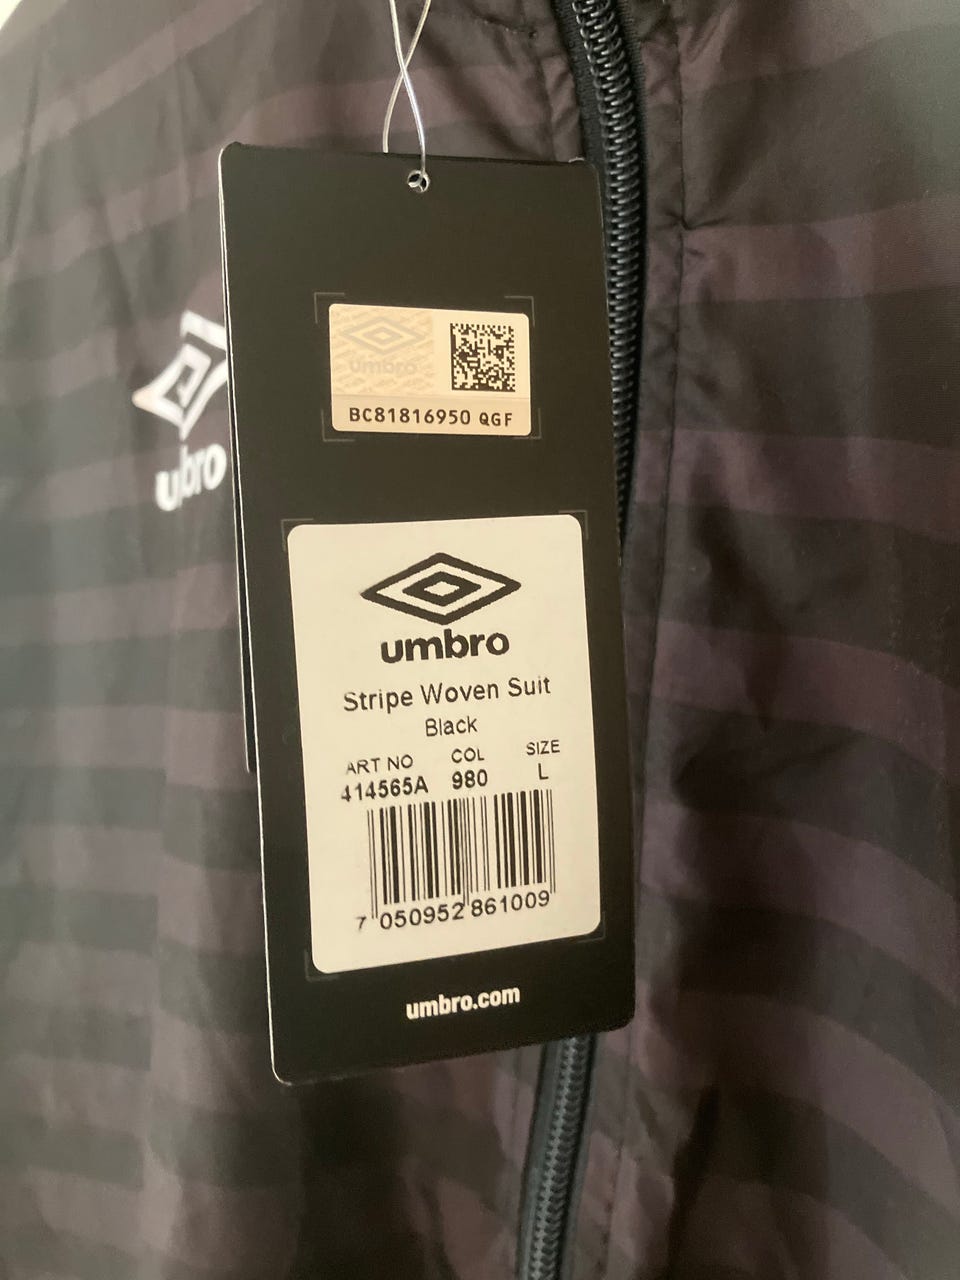 umbro
BC81816950 QGF
umbro
umbro
Stripe Woven Suit
Black
ART NO COL SIZE
414565A 980 L
7 050952 861009
umbro.com